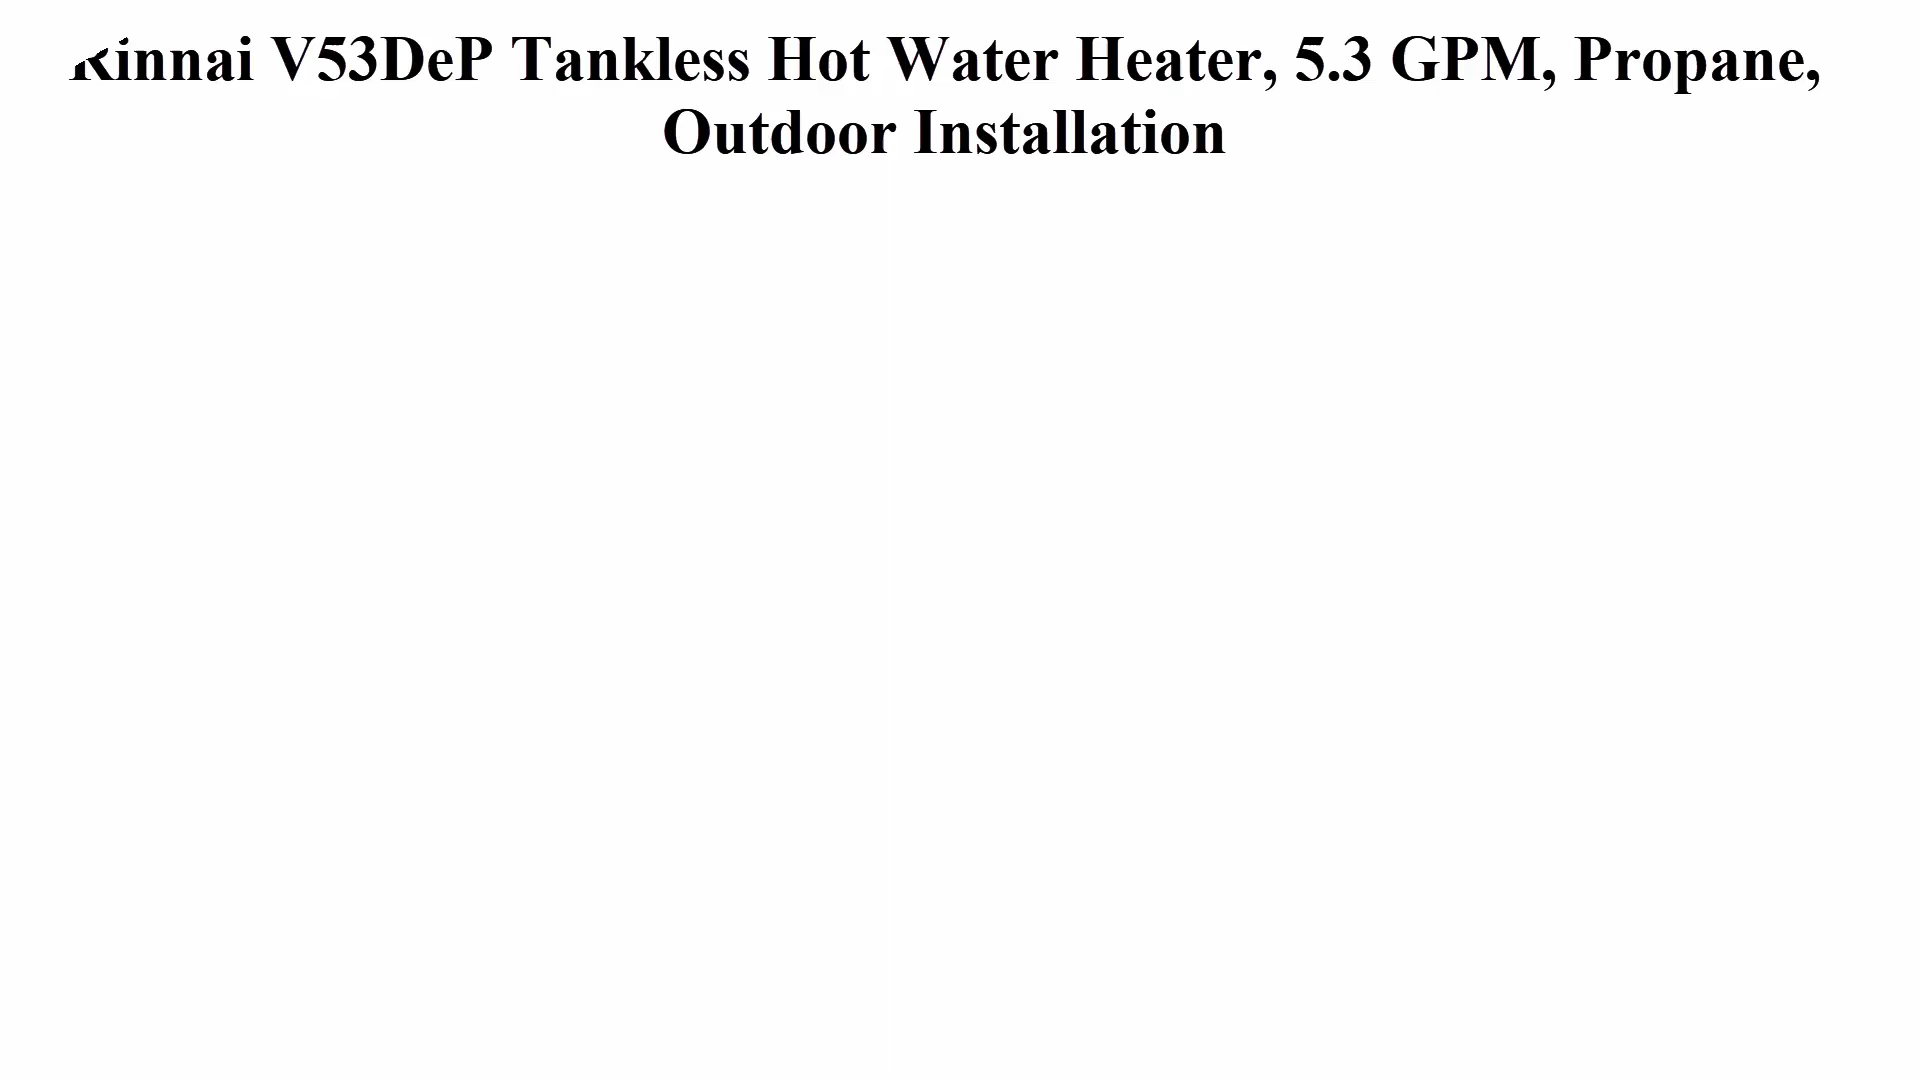 Rinnai V53DeP Tankless Hot Water Heater, 5.3 GPM, Propane,
Outdoor Installation